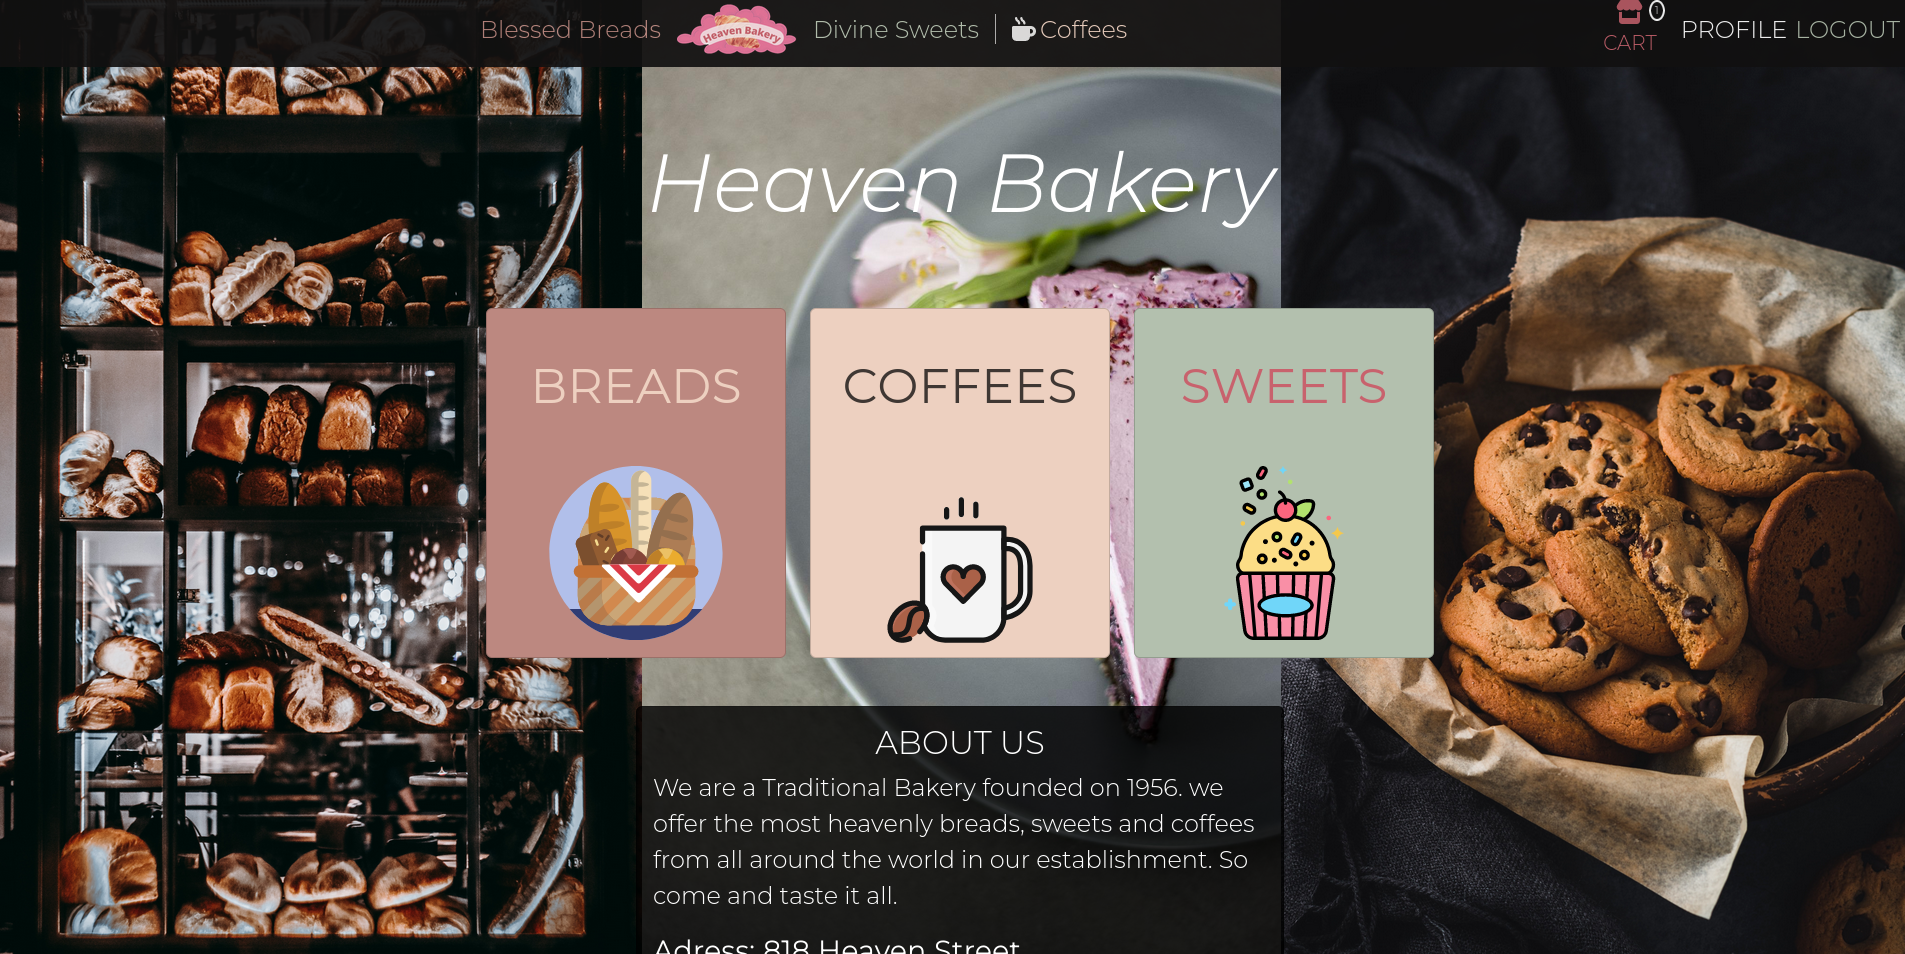 Blessed Breads
Heaven Bakery
Divine Sweets
Coffees
1
CART
PROFILE
LOGOUT
Heaven Bakery
BREADS
COFFEES
SWEETS
ABOUT US
We are a Traditional Bakery founded on 1956. we
offer the most heavenly breads, sweets and coffees
from all around the world in our establishment. So
come and taste it all.
Adress: 818 Heaven Street